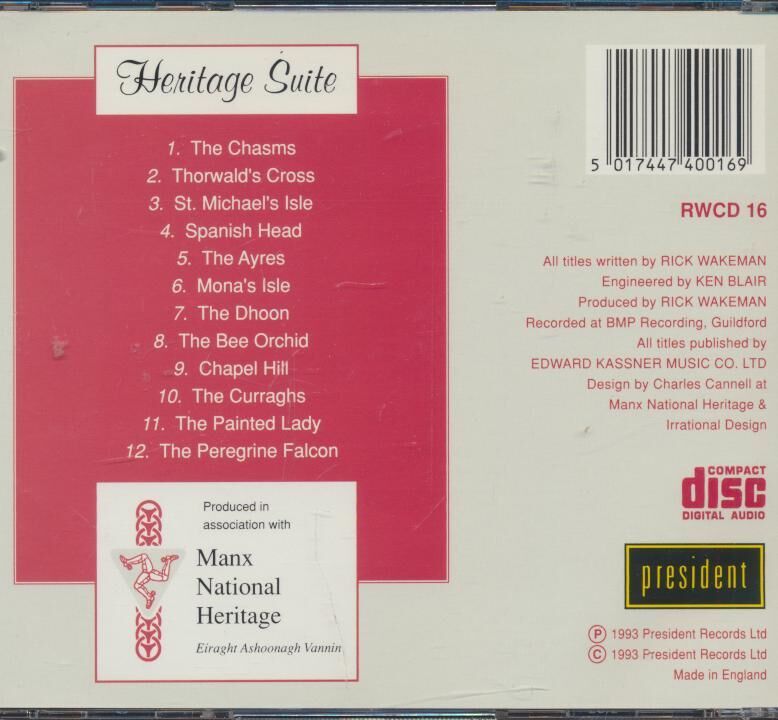 Heritage Suite
1. The Chasms
2. Thorwald's Cross
3. St. Michael's Isle
4. Spanish Head
5. The Ayres
6. Mona's Isle
7. The Dhoon
8. The Bee Orchid
9. Chapel Hill
10. The Curraghs
11. The Painted Lady
12. The Peregrine Falcon
Produced in
association with
Manx
National
Heritage
Eiraght Ashoonagh Vannin
5 017447 400169
RWCD 16
All titles written by RICK WAKEMAN
Engineered by KEN BLAIR
Produced by RICK WAKEMAN
Recorded at BMP Recording, Guildford
All titles published by
EDWARD KASSNER MUSIC CO. LTD
Design by Charles Cannell at
Manx National Heritage &
Irrational Design
COMPACT
disc
DIGITAL AUDIO
president
Ⓟ 1993 President Records Ltd
© 1993 President Records Ltd
Made in England